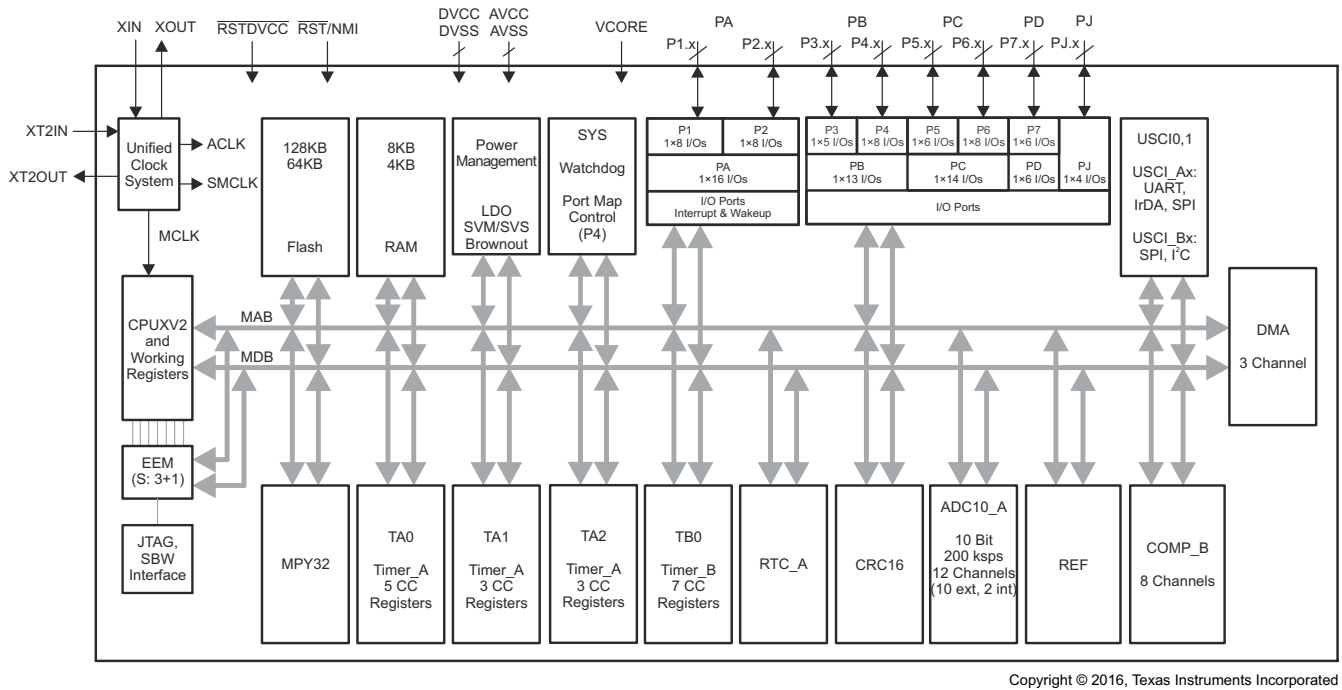 XIN XOUT RSTDVCC RST/NMI
DVCC AVCC
DVSS AVSS
VCORE
PA PB PC PD PJ
P1.x P2.x P3.x P4.x P5.x P6.x P7.x PJ.x
XT2IN
XT2OUT
Unified
Clock
System
ACLK
SMCLK
MCLK
128KB
64KB
Flash
8KB
4KB
RAM
Power
Management
LDO
SVM/SVS
Brownout
SYS
Watchdog
Port Map
Control
(P4)
P1
1×8 I/Os
P2
1×8 I/Os
PA
1×16 I/Os
I/O Ports
Interrupt & Wakeup
P3
1×5 I/Os
P4
1×8 I/Os
P5
1×6 I/Os
P6
1×8 I/Os
P7
1×6 I/Os
PB
1×13 I/Os
PC
1×14 I/Os
PD
1×6 I/Os
PJ
1×4 I/Os
I/O Ports
USCI0,1
USCI_Ax:
UART,
IrDA, SPI
USCI_Bx:
SPI, I²C
CPUXV2
and
Working
Registers
MAB
MDB
DMA
3 Channel
EEM
(S: 3+1)
JTAG,
SBW
Interface
MPY32
TA0
Timer_A
5 CC
Registers
TA1
Timer_A
3 CC
Registers
TA2
Timer_A
3 CC
Registers
TB0
Timer_B
7 CC
Registers
RTC_A
CRC16
ADC10_A
10 Bit
200 ksps
12 Channels
(10 ext, 2 int)
REF
COMP_B
8 Channels
Copyright © 2016, Texas Instruments Incorporated